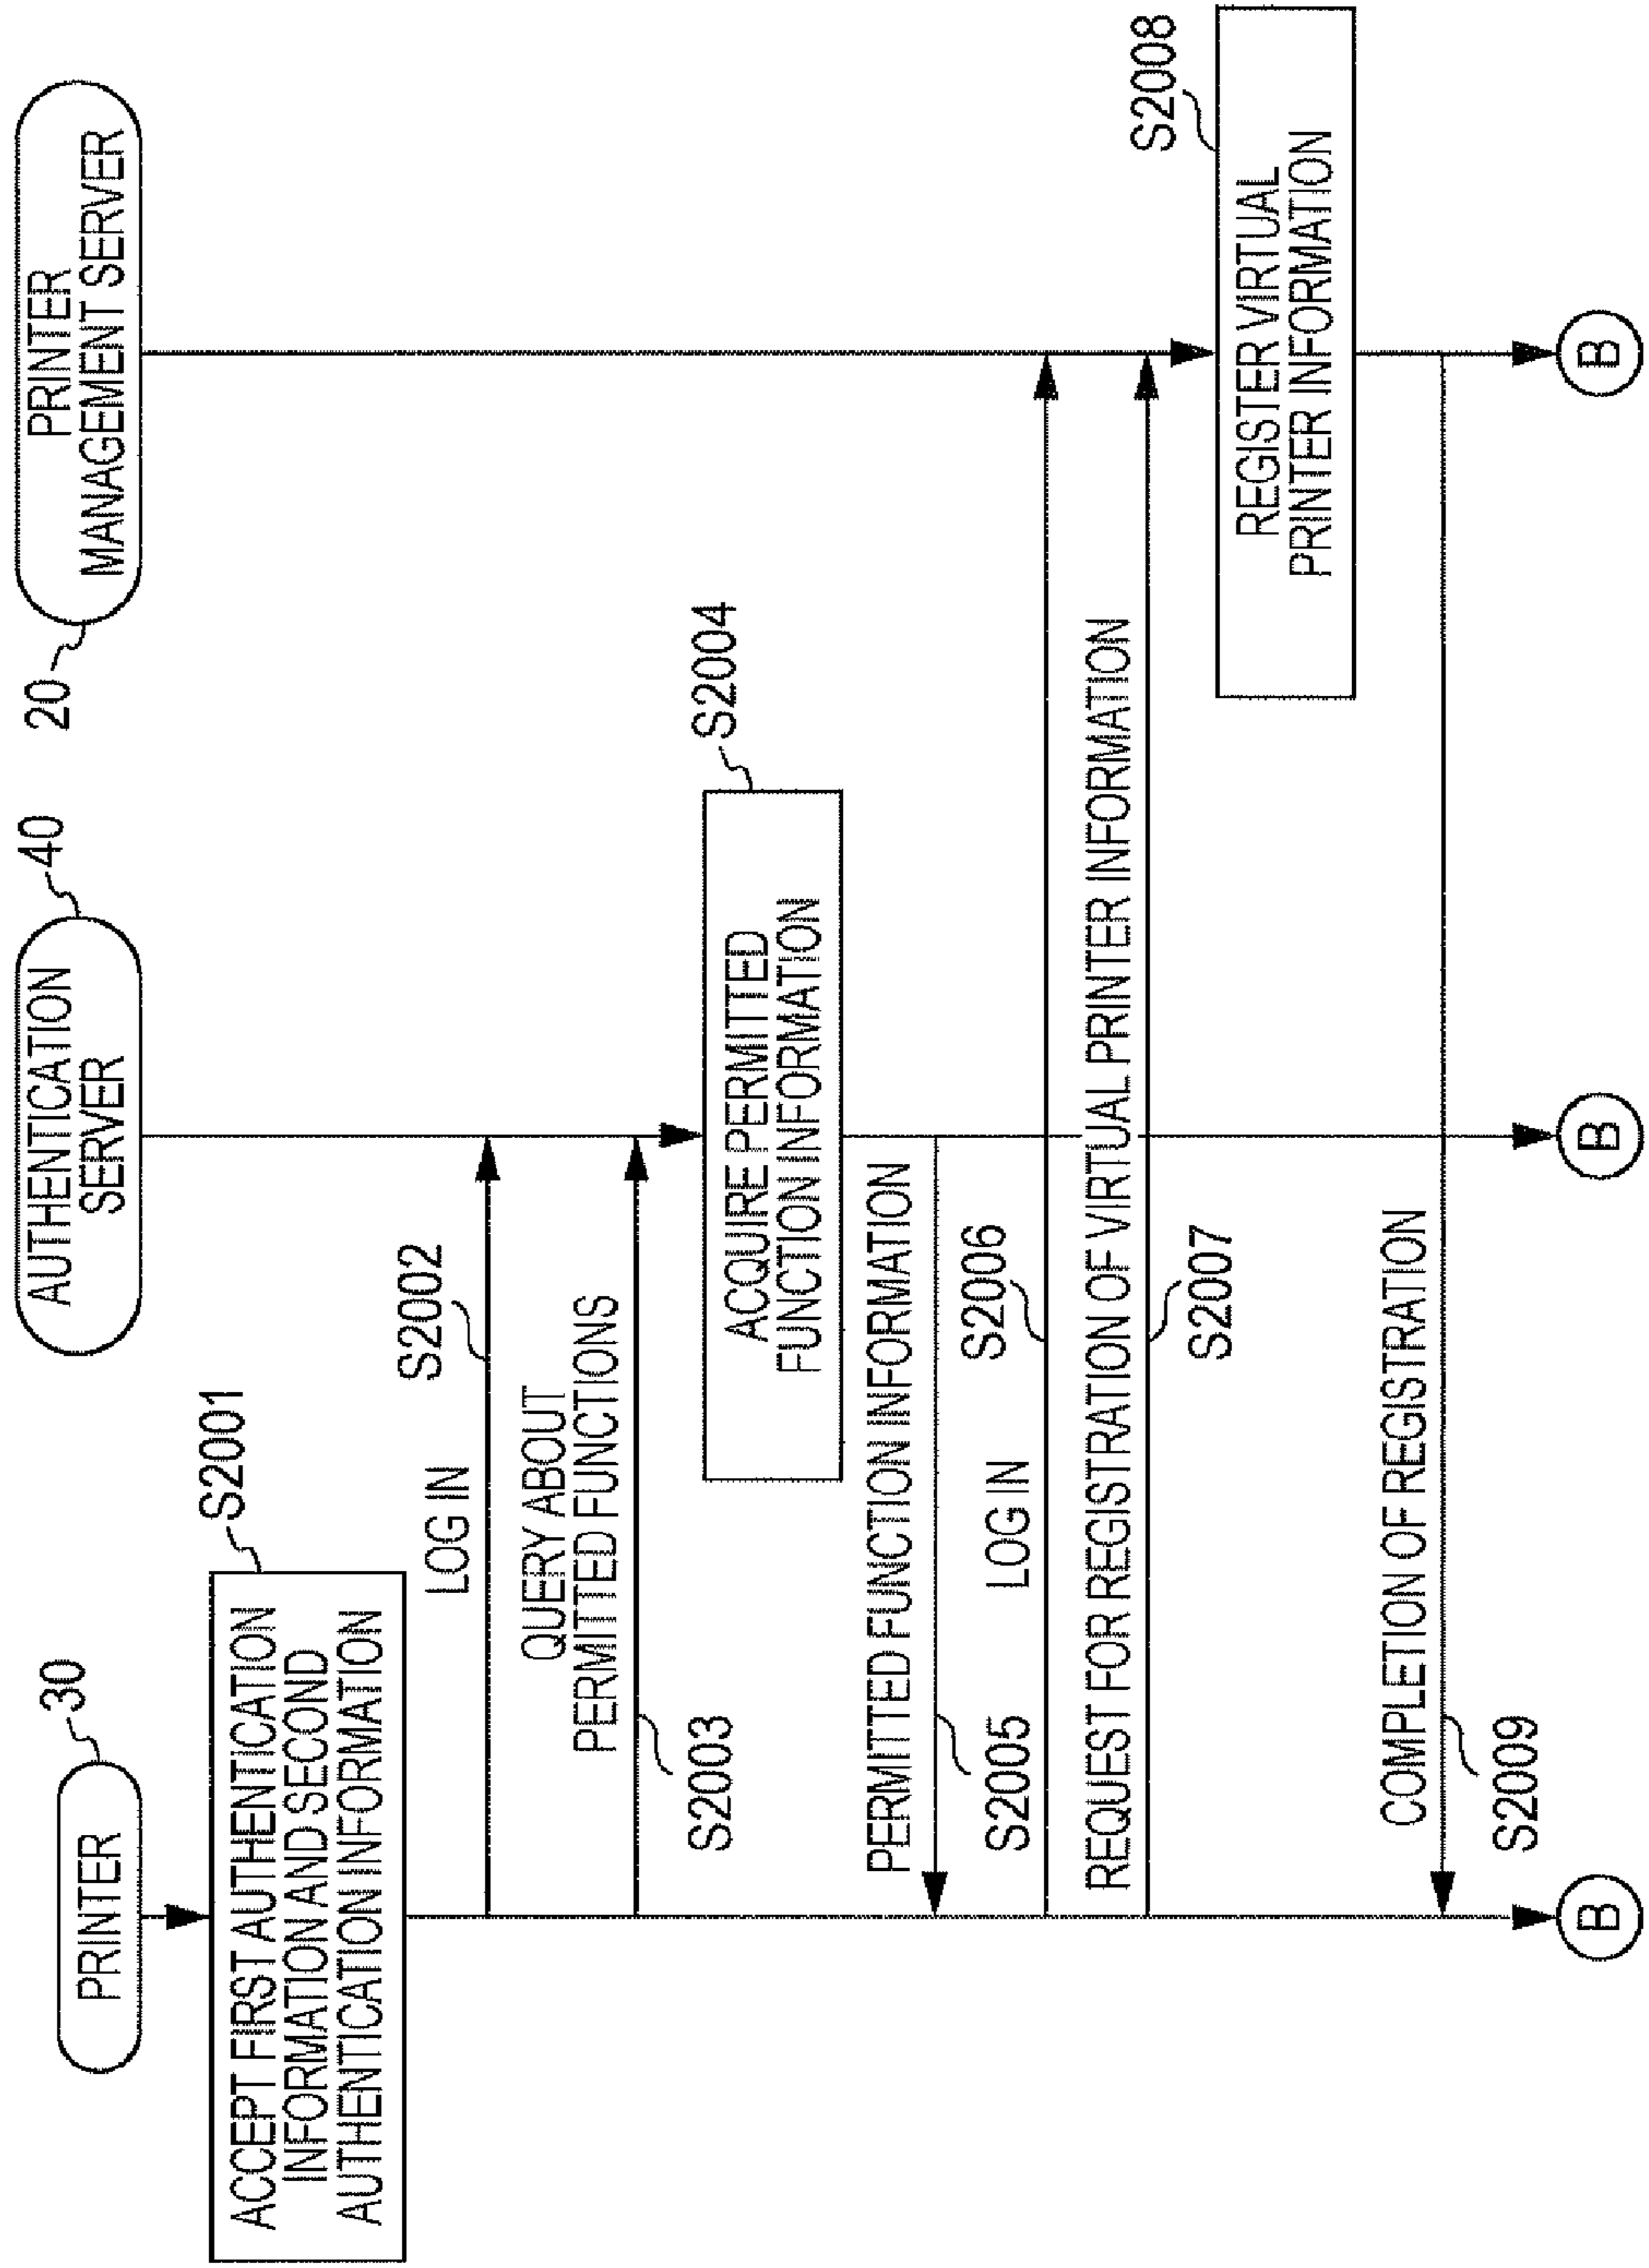 PRINTER
30
AUTHENTICATION
SERVER
40
20
PRINTER
MANAGEMENT SERVER
ACCEPT FIRST AUTHENTICATION
INFORMATION AND SECOND
AUTHENTICATION INFORMATION
S2001
LOG IN
S2002
QUERY ABOUT
PERMITTED FUNCTIONS
S2003
ACQUIRE PERMITTED
FUNCTION INFORMATION
S2004
PERMITTED FUNCTION INFORMATION
S2005
LOG IN
S2006
REQUEST FOR REGISTRATION OF VIRTUAL PRINTER INFORMATION
S2007
REGISTER VIRTUAL
PRINTER INFORMATION
S2008
COMPLETION OF REGISTRATION
S2009
B
B
B